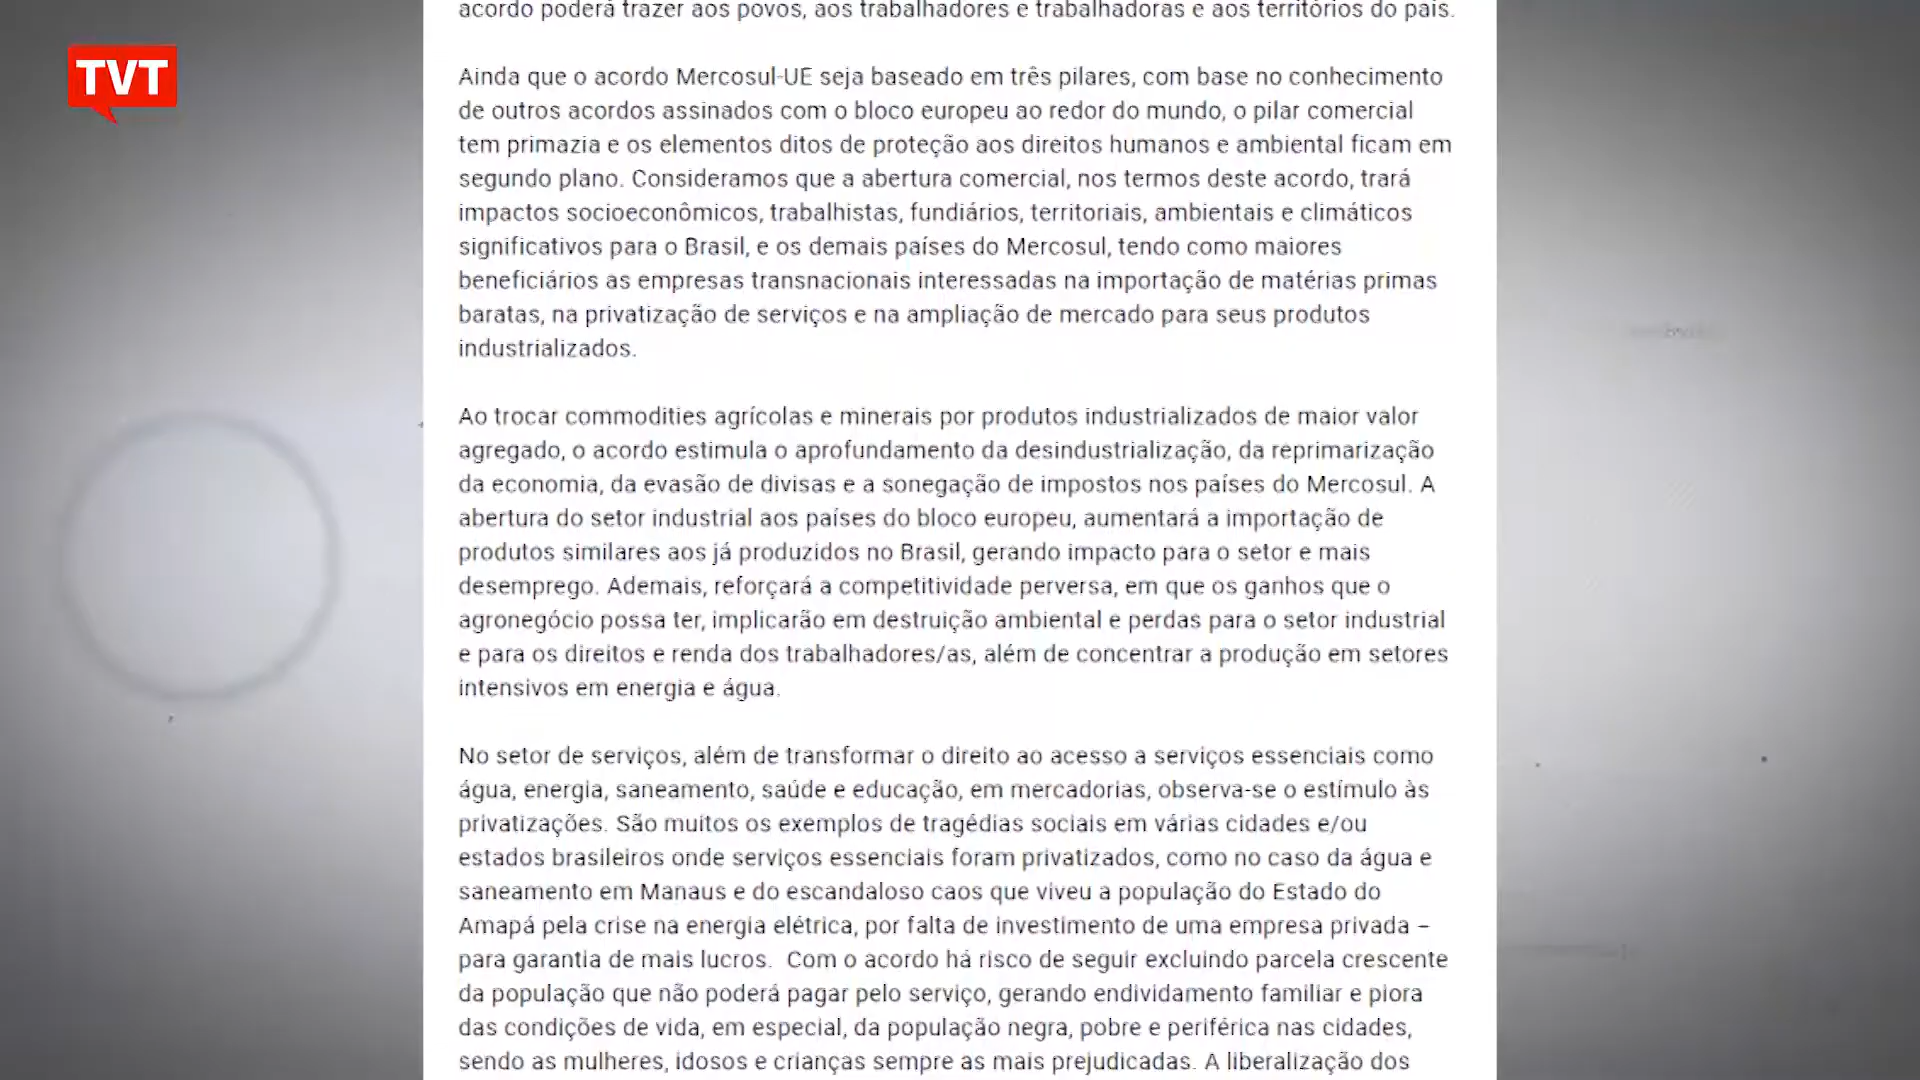 TVT
acordo poderá trazer aos povos, aos trabalhadores e trabalhadoras e aos territórios do país.
Ainda que o acordo Mercosul-UE seja baseado em três pilares, com base no conhecimento
de outros acordos assinados com o bloco europeu ao redor do mundo, o pilar comercial
tem primazia e os elementos ditos de proteção aos direitos humanos e ambiental ficam em
segundo plano. Consideramos que a abertura comercial, nos termos deste acordo, trará
impactos socioeconômicos, trabalhistas, fundiários, territoriais, ambientais e climáticos
significativos para o Brasil, e os demais países do Mercosul, tendo como maiores
beneficiários as empresas transnacionais interessadas na importação de matérias primas
baratas, na privatização de serviços e na ampliação de mercado para seus produtos
industrializados.
Ao trocar commodities agrícolas e minerais por produtos industrializados de maior valor
agregado, o acordo estimula o aprofundamento da desindustrialização, da reprimarização
da economia, da evasão de divisas e a sonegação de impostos nos países do Mercosul. A
abertura do setor industrial aos países do bloco europeu, aumentará a importação de
produtos similares aos já produzidos no Brasil, gerando impacto para o setor e mais
desemprego. Ademais, reforçará a competitividade perversa, em que os ganhos que o
agronegócio possa ter, implicarão em destruição ambiental e perdas para o setor industrial
e para os direitos e renda dos trabalhadores/as, além de concentrar a produção em setores
intensivos em energia e água.
No setor de serviços, além de transformar o direito ao acesso a serviços essenciais como
água, energia, saneamento, saúde e educação, em mercadorias, observa-se o estímulo às
privatizações. São muitos os exemplos de tragédias sociais em várias cidades e/ou
estados brasileiros onde serviços essenciais foram privatizados, como no caso da água e
saneamento em Manaus e do escandaloso caos que viveu a população do Estado do
Amapá pela crise na energia elétrica, por falta de investimento de uma empresa privada –
para garantia de mais lucros.  Com o acordo há risco de seguir excluindo parcela crescente
da população que não poderá pagar pelo serviço, gerando endividamento familiar e piora
das condições de vida, em especial, da população negra, pobre e periférica nas cidades,
sendo as mulheres, idosos e crianças sempre as mais prejudicadas. A liberalização dos